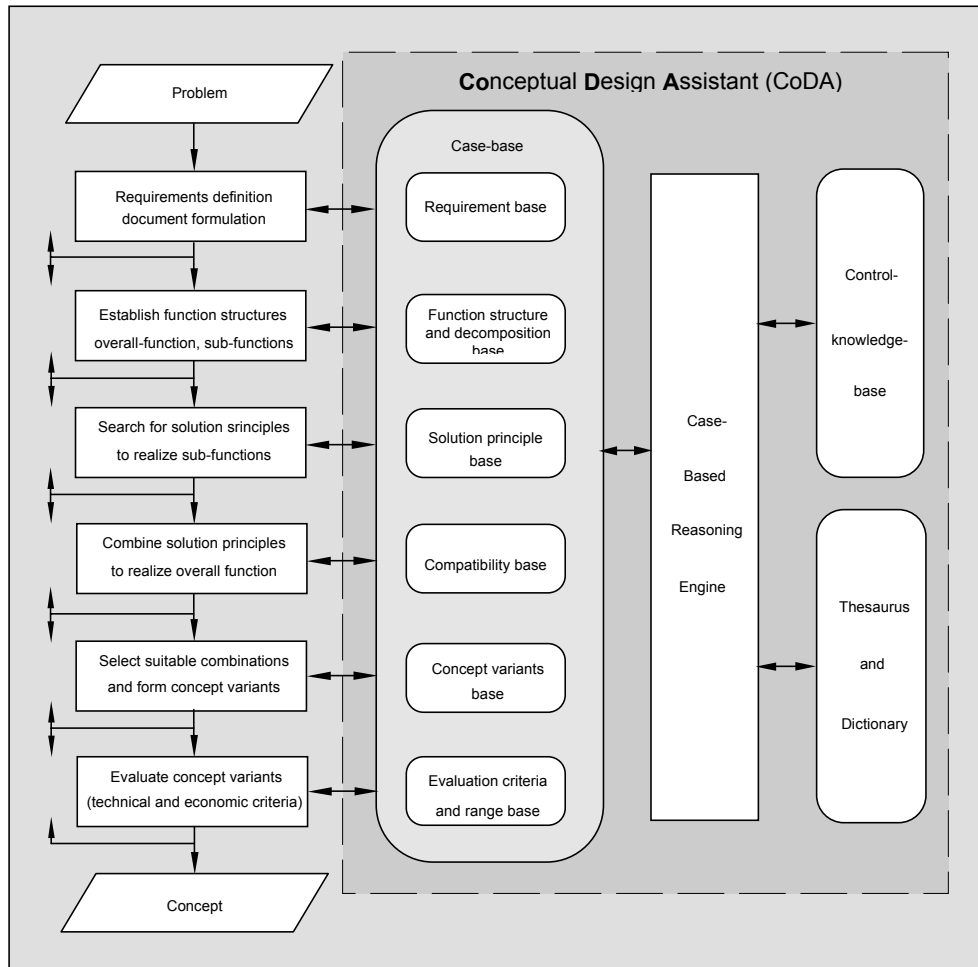 Conceptual Design Assistant (CoDA)
Problem
Requirements definition
document formulation
Establish function structures
overall-function, sub-functions
Search for solution srinciples
to realize sub-functions
Combine solution principles
to realize overall function
Select suitable combinations
and form concept variants
Evaluate concept variants
(technical and economic criteria)
Concept
Case-base
Requirement base
Function structure
and decomposition
base
Solution principle
base
Compatibility base
Concept variants
base
Evaluation criteria
and range base
Case-
Based
Reasoning
Engine
Control-
knowledge-
base
Thesaurus
and
Dictionary